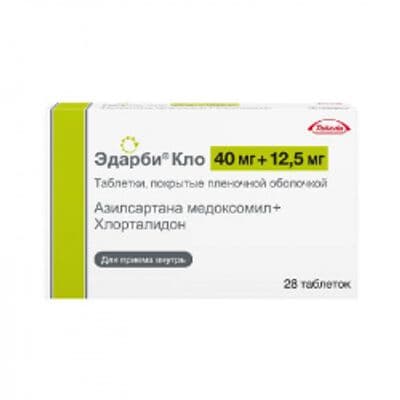 Takeda
Эдарби® Кло 40 мг + 12,5 мг
Таблетки, покрытые пленочной оболочкой
Азилсартана медоксомил+
Хлорталидон
Для приема внутрь
28 таблеток